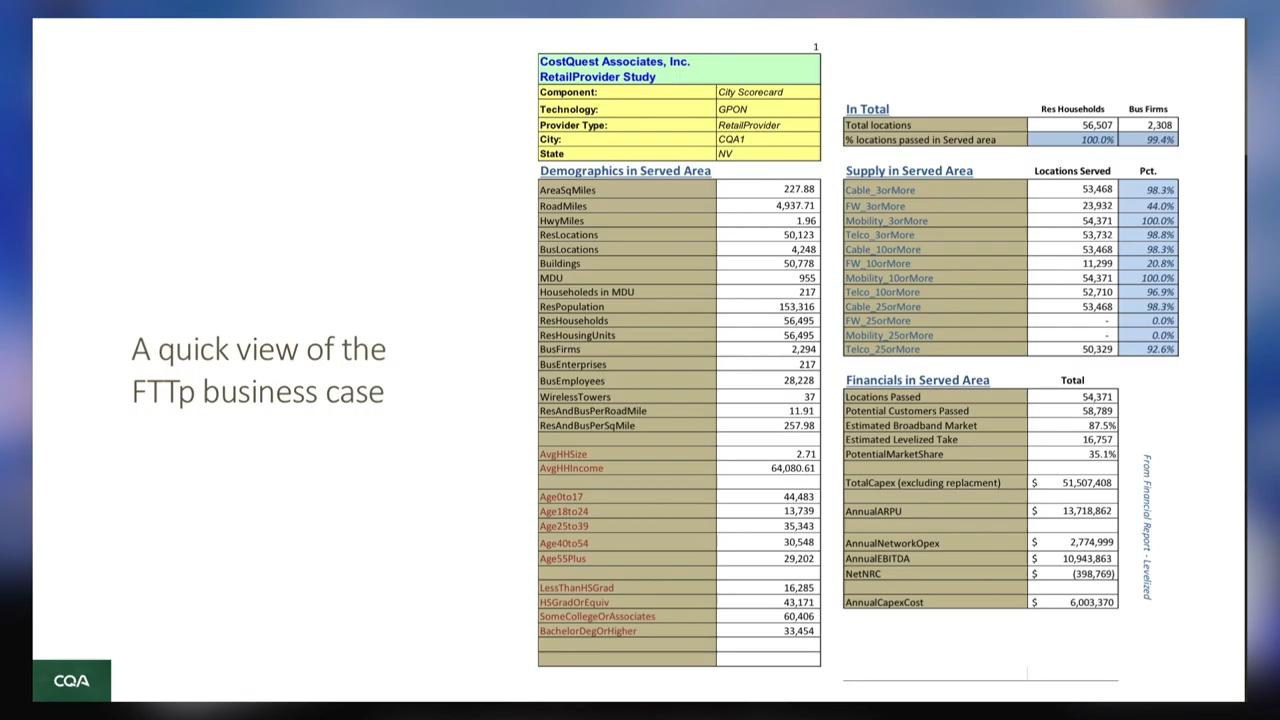 A quick view of the
FTTp business case
CQA
1
CostQuest Associates, Inc.
RetailProvider Study
Component: City Scorecard
Technology: GPON
Provider Type: RetailProvider
City: CQA1
State NV
Demographics in Served Area
AreaSqMiles 227.88
RoadMiles 4,937.71
HwyMiles 1.96
ResLocations 50,123
BusLocations 4,248
Buildings 50,778
MDU 955
Householeds in MDU 217
ResPopulation 153,316
ResHouseholds 56,495
ResHousingUnits 56,495
BusFirms 2,294
BusEnterprises 217
BusEmployees 28,228
WirelessTowers 37
ResAndBusPerRoadMile 11.91
ResAndBusPerSqMile 257.98
AvgHHSize 2.71
AvgHHIncome 64,080.61
Age0to17 44,483
Age18to24 13,739
Age25to39 35,343
Age40to54 30,548
Age55Plus 29,202
LessThanHSGrad 16,285
HSGradOrEquiv 43,171
SomeCollegeOrAssociates 60,406
BachelorDegOrHigher 33,454
In Total Res Households Bus Firms
Total locations 56,507 2,308
% locations passed in Served area 100.0% 99.4%
Supply in Served Area Locations Served Pct.
Cable_3orMore 53,468 98.3%
FW_3orMore 23,932 44.0%
Mobility_3orMore 54,371 100.0%
Telco_3orMore 53,732 98.8%
Cable_10orMore 53,468 98.3%
FW_10orMore 11,299 20.8%
Mobility_10orMore 54,371 100.0%
Telco_10orMore 52,710 96.9%
Cable_25orMore 53,468 98.3%
FW_25orMore - 0.0%
Mobility_25orMore - 0.0%
Telco_25orMore 50,329 92.6%
Financials in Served Area Total
Locations Passed 54,371
Potential Customers Passed 58,789
Estimated Broadband Market 87.5%
Estimated Levelized Take 16,757
PotentialMarketShare 35.1%
TotalCapex (excluding replacment) $ 51,507,408
AnnualARPU $ 13,718,862
AnnualNetworkOpex $ 2,774,999
AnnualEBITDA $ 10,943,863
NetNRC $ (398,769)
AnnualCapexCost $ 6,003,370
From Financial Report - Levelized